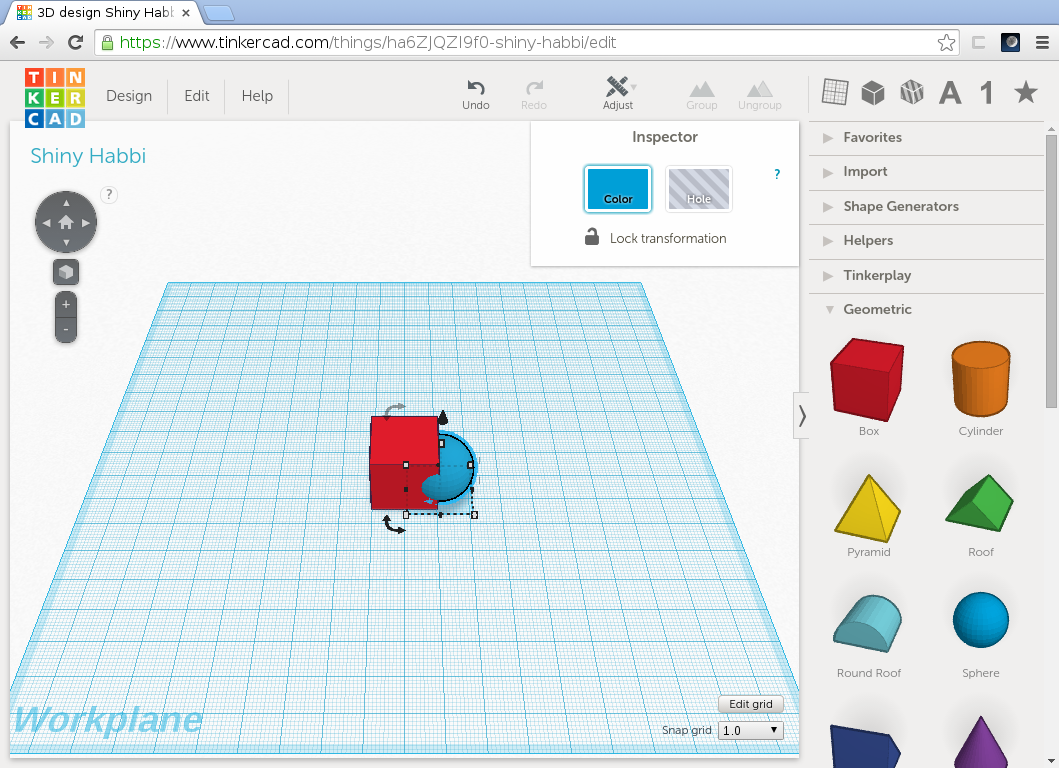 3D design Shiny Habb
https://www.tinkercad.com/things/ha6ZJQZI9f0-shiny-habbi/edit
TIN
KER
CAD
Design
Edit
Help
Undo
Redo
Adjust
Group
Ungroup
A
1
Shiny Habbi
?
+
-
Inspector
Color
Hole
?
Lock transformation
Favorites
Import
Shape Generators
Helpers
Tinkerplay
Geometric
Box
Cylinder
Pyramid
Roof
Round Roof
Sphere
Workplane
Edit grid
Snap grid
1.0